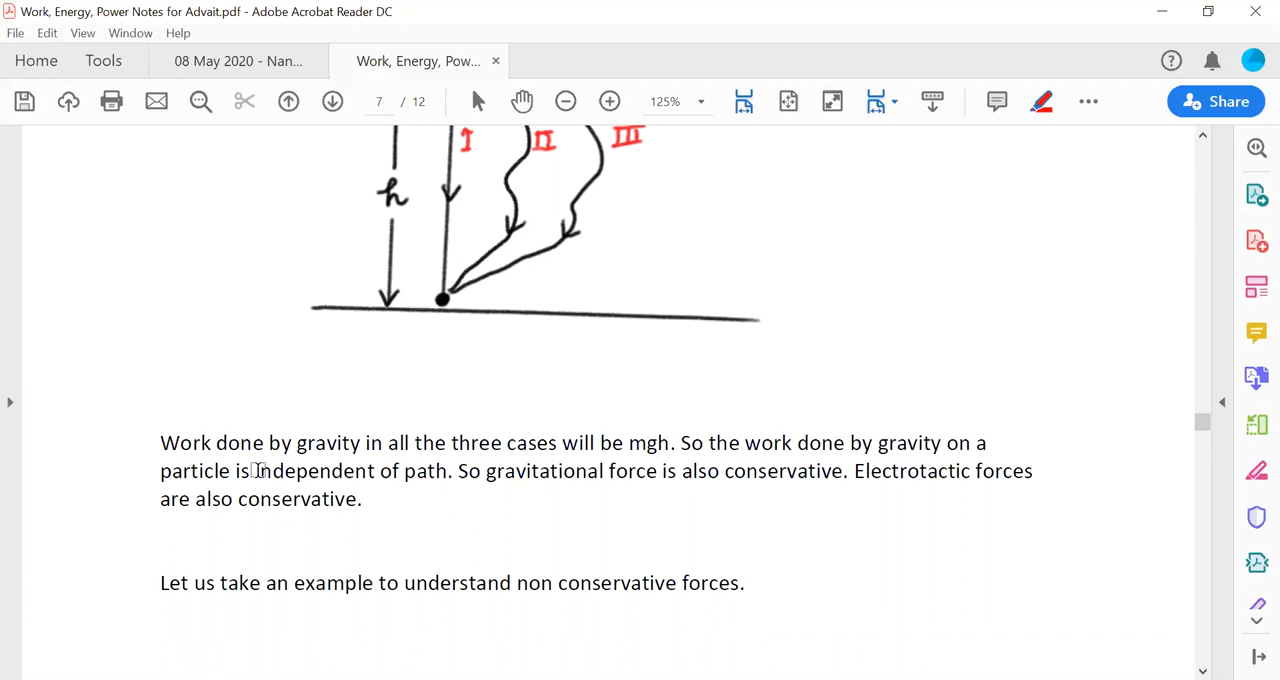 Work, Energy, Power Notes for Advait.pdf - Adobe Acrobat Reader DC
File Edit View Window Help
Home Tools 08 May 2020 - Nan... Work, Energy, Pow... ×
7 / 12 125% Share
I II III
h
Work done by gravity in all the three cases will be mgh. So the work done by gravity on a
particle is independent of path. So gravitational force is also conservative. Electrotactic forces
are also conservative.
Let us take an example to understand non conservative forces.